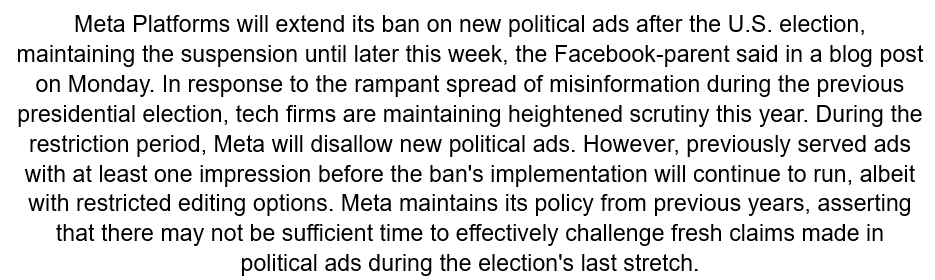 Meta Platforms will extend its ban on new political ads after the U.S. election,
maintaining the suspension until later this week, the Facebook-parent said in a blog post
on Monday. In response to the rampant spread of misinformation during the previous
presidential election, tech firms are maintaining heightened scrutiny this year. During the
restriction period, Meta will disallow new political ads. However, previously served ads
with at least one impression before the ban's implementation will continue to run, albeit
with restricted editing options. Meta maintains its policy from previous years, asserting
that there may not be sufficient time to effectively challenge fresh claims made in
political ads during the election's last stretch.